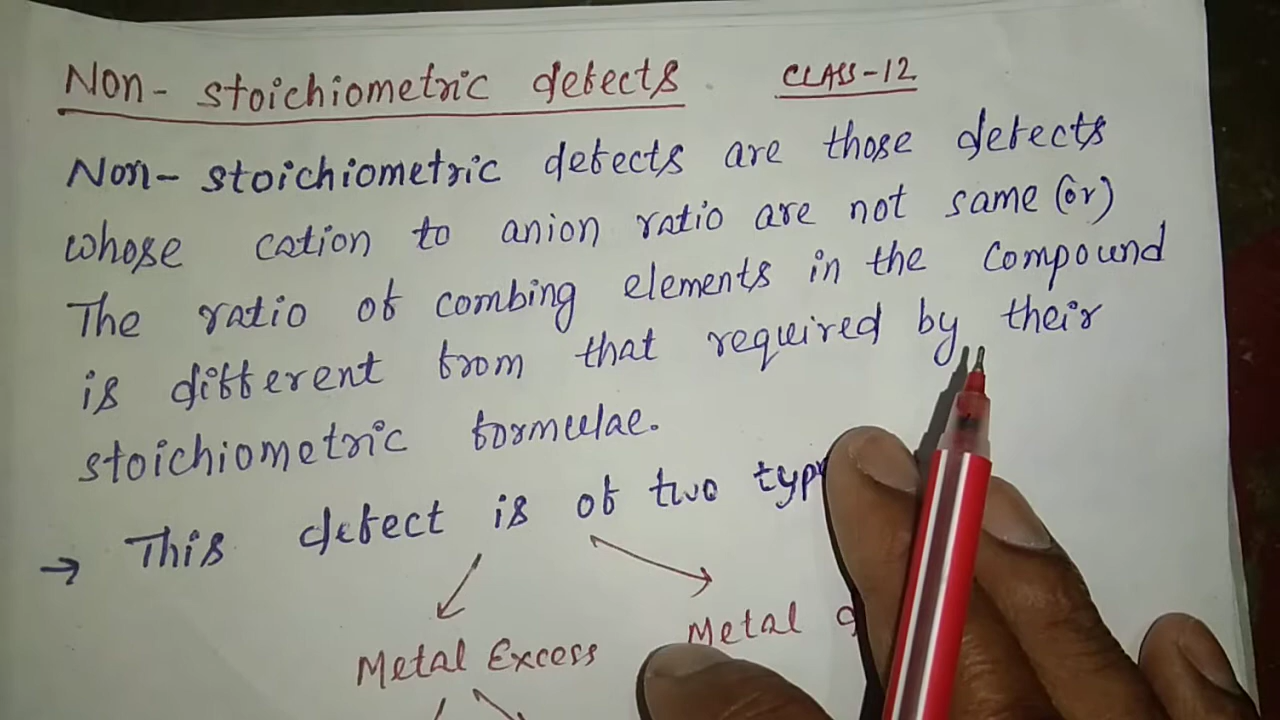 Non- stoichiometric defects. CLASS-12
Non- stoichiometric defects are those defects
whose cation to anion ratio are not same (or)
The ratio of combing elements in the compound
is different from that required by their
stoichiometric formulae.
→ This defect is of two
Metal Excess Metal